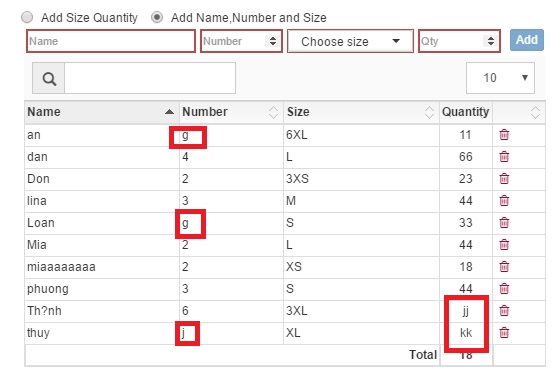 Add Size Quantity Add Name,Number and Size
Name Number Choose size Qty Add
10
Name Number Size Quantity
an g 6XL 11
dan 4 L 66
Don 2 3XS 23
lina 3 M 44
Loan g S 33
Mia 2 L 44
miaaaaaaaa 2 XS 18
phuong 3 S 44
Th?nh 6 3XL jj
thuy j XL kk
Total 18